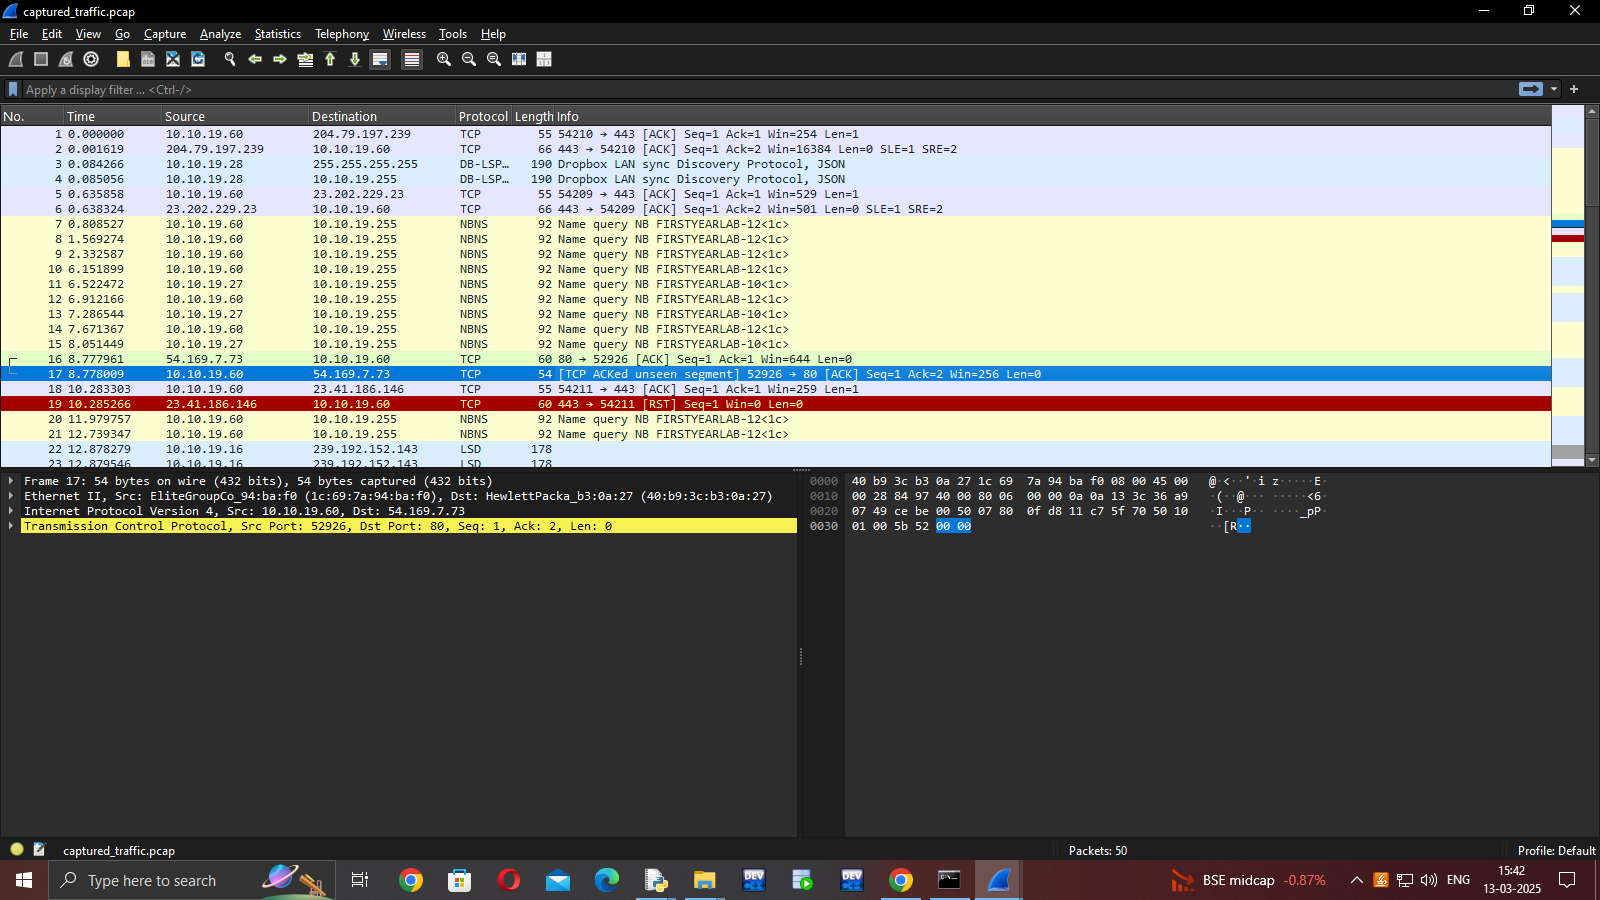 captured_traffic.pcap
File Edit View Go Capture Analyze Statistics Telephony Wireless Tools Help
Apply a display filter ... <Ctrl-/>
No. Time Source Destination Protocol Length Info
1 0.000000 10.10.19.60 204.79.197.239 TCP 55 54210 → 443 [ACK] Seq=1 Ack=1 Win=254 Len=1
2 0.001619 204.79.197.239 10.10.19.60 TCP 66 443 → 54210 [ACK] Seq=1 Ack=2 Win=16384 Len=0 SLE=1 SRE=2
3 0.084266 10.10.19.28 255.255.255.255 DB-LSP… 190 Dropbox LAN sync Discovery Protocol, JSON
4 0.085056 10.10.19.28 10.10.19.255 DB-LSP… 190 Dropbox LAN sync Discovery Protocol, JSON
5 0.635858 10.10.19.60 23.202.229.23 TCP 55 54209 → 443 [ACK] Seq=1 Ack=1 Win=529 Len=1
6 0.638324 23.202.229.23 10.10.19.60 TCP 66 443 → 54209 [ACK] Seq=1 Ack=2 Win=501 Len=0 SLE=1 SRE=2
7 0.808527 10.10.19.60 10.10.19.255 NBNS 92 Name query NB FIRSTYEARLAB-12<1c>
8 1.569274 10.10.19.60 10.10.19.255 NBNS 92 Name query NB FIRSTYEARLAB-12<1c>
9 2.332587 10.10.19.60 10.10.19.255 NBNS 92 Name query NB FIRSTYEARLAB-12<1c>
10 6.151899 10.10.19.60 10.10.19.255 NBNS 92 Name query NB FIRSTYEARLAB-12<1c>
11 6.522472 10.10.19.27 10.10.19.255 NBNS 92 Name query NB FIRSTYEARLAB-10<1c>
12 6.912166 10.10.19.60 10.10.19.255 NBNS 92 Name query NB FIRSTYEARLAB-12<1c>
13 7.286544 10.10.19.27 10.10.19.255 NBNS 92 Name query NB FIRSTYEARLAB-10<1c>
14 7.671367 10.10.19.60 10.10.19.255 NBNS 92 Name query NB FIRSTYEARLAB-12<1c>
15 8.051449 10.10.19.27 10.10.19.255 NBNS 92 Name query NB FIRSTYEARLAB-10<1c>
16 8.777961 54.169.7.73 10.10.19.60 TCP 60 80 → 52926 [ACK] Seq=1 Ack=1 Win=644 Len=0
17 8.778009 10.10.19.60 54.169.7.73 TCP 54 [TCP ACKed unseen segment] 52926 → 80 [ACK] Seq=1 Ack=2 Win=256 Len=0
18 10.283303 10.10.19.60 23.41.186.146 TCP 55 54211 → 443 [ACK] Seq=1 Ack=1 Win=259 Len=1
19 10.285266 23.41.186.146 10.10.19.60 TCP 60 443 → 54211 [RST] Seq=1 Win=0 Len=0
20 11.979757 10.10.19.60 10.10.19.255 NBNS 92 Name query NB FIRSTYEARLAB-12<1c>
21 12.739347 10.10.19.60 10.10.19.255 NBNS 92 Name query NB FIRSTYEARLAB-12<1c>
22 12.878279 10.10.19.16 239.192.152.143 LSD 178
23 12.879546 10.10.19.16 239.192.152.143 LSD 178
Frame 17: 54 bytes on wire (432 bits), 54 bytes captured (432 bits)
Ethernet II, Src: EliteGroupCo_94:ba:f0 (1c:69:7a:94:ba:f0), Dst: HewlettPacka_b3:0a:27 (40:b9:3c:b3:0a:27)
Internet Protocol Version 4, Src: 10.10.19.60, Dst: 54.169.7.73
Transmission Control Protocol, Src Port: 52926, Dst Port: 80, Seq: 1, Ack: 2, Len: 0
0000 40 b9 3c b3 0a 27 1c 69 7a 94 ba f0 08 00 45 00 @·<··'·i z·····E·
0010 00 28 84 97 40 00 80 06 00 00 0a 0a 13 3c 36 a9 ·(··@··· ·····<6·
0020 07 49 ce be 00 50 07 80 0f d8 11 c7 5f 70 50 10 ·I···P·· ····_pP·
0030 01 00 5b 52 00 00 ··[R··
captured_traffic.pcap
Packets: 50
Profile: Default
Type here to search
DEV
DEV
BSE midcap -0.87%
ENG
15:42
13-03-2025